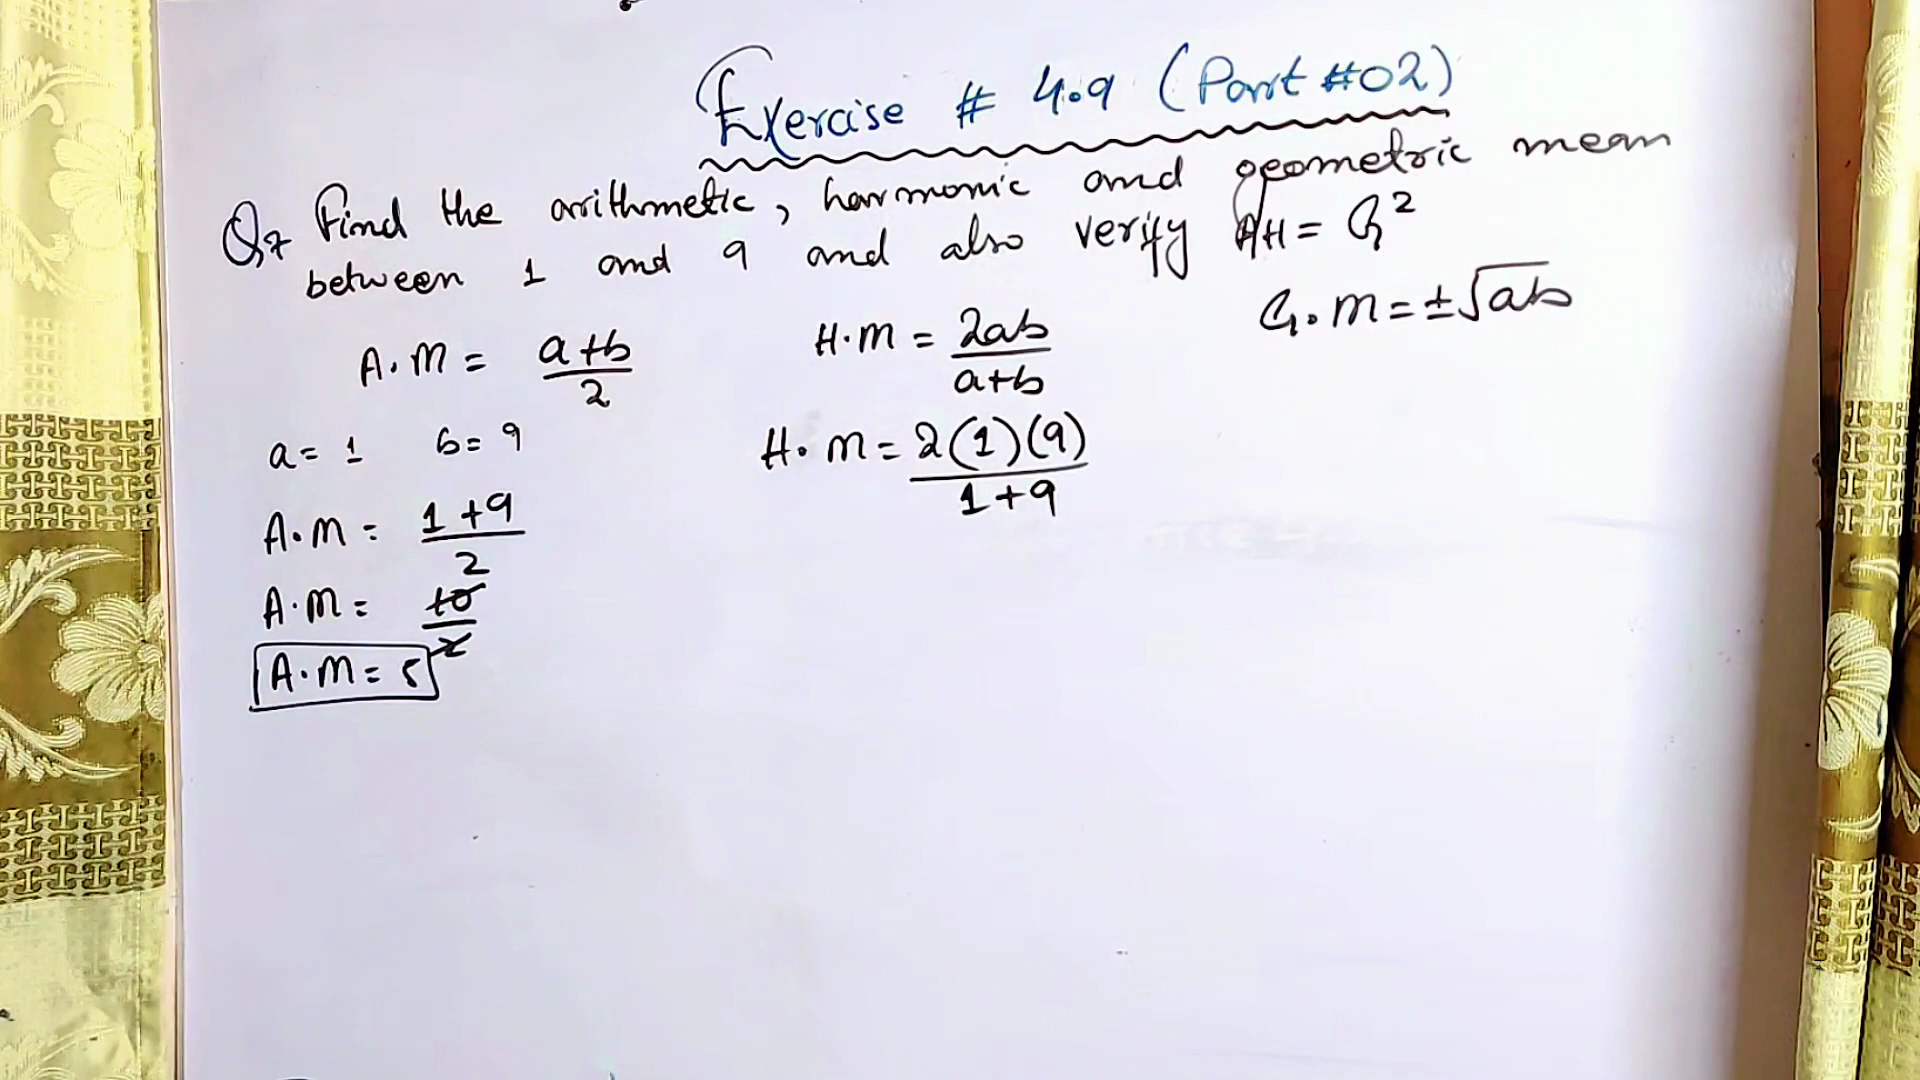 Exercise # 4.9 (Part #02)
Q7 Find the arithmetic, harmonic and geometric mean
between 1 and 9 and also verify AH = G²
A.M = a+b/2
H.M = 2ab/a+b
G.M = ±√ab
a = 1 b = 9
H.M = 2(1)(9)/1+9
A.M = 1+9/2
A.M = 10/2
A.M = 5